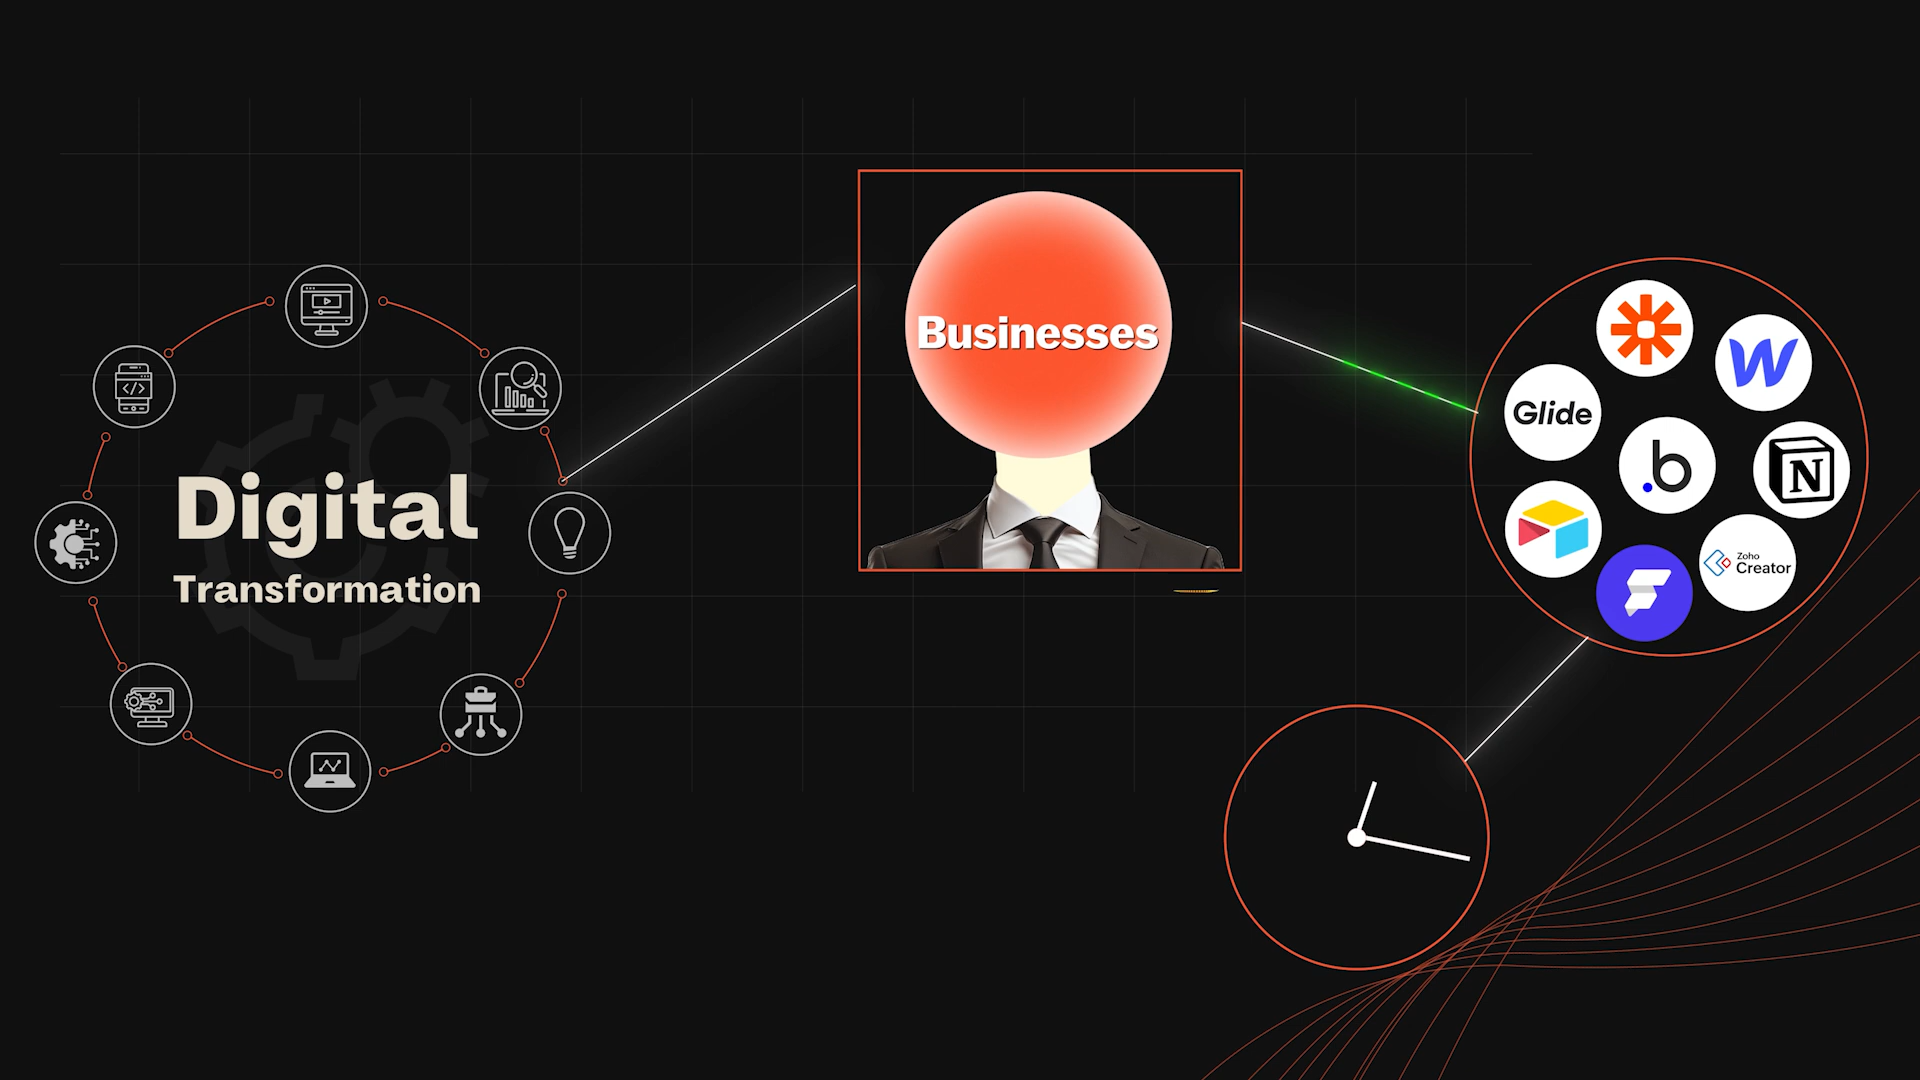 Digital
Transformation
Businesses
W
Glide
.b
N
Zoho
Creator